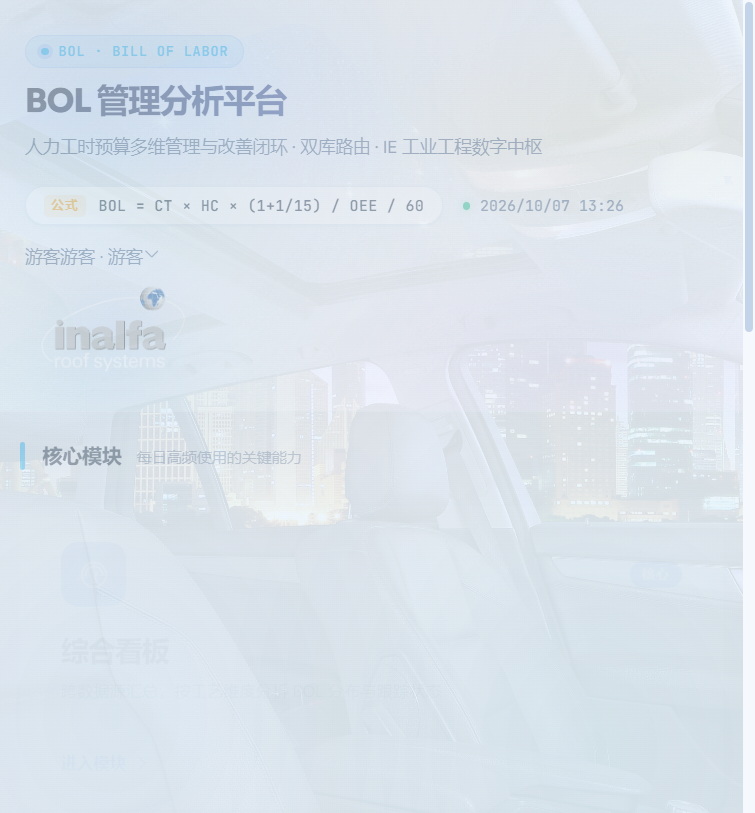 BOL · BILL OF LABOR
BOL 管理分析平台
人力工时预算多维管理与改善闭环 · 双库路由 · IE 工业工程数字中枢
公式 BOL = CT × HC × (1+1/15) / OEE / 60 2026/10/07 13:26
游客游客 · 游客
inalfa
roof systems
核心模块 每日高频使用的关键能力
综合看板
进入模块